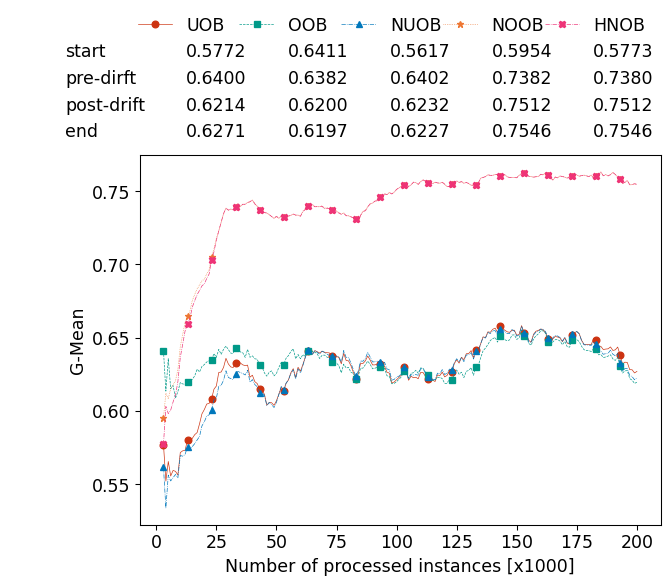 UOB OOB NUOB NOOB HNOB
start 0.5772 0.6411 0.5617 0.5954 0.5773
pre-dirft 0.6400 0.6382 0.6402 0.7382 0.7380
post-drift 0.6214 0.6200 0.6232 0.7512 0.7512
end 0.6271 0.6197 0.6227 0.7546 0.7546
0.75
0.70
0.65
0.60
0.55
G-Mean
0 25 50 75 100 125 150 175 200
Number of processed instances [x1000]